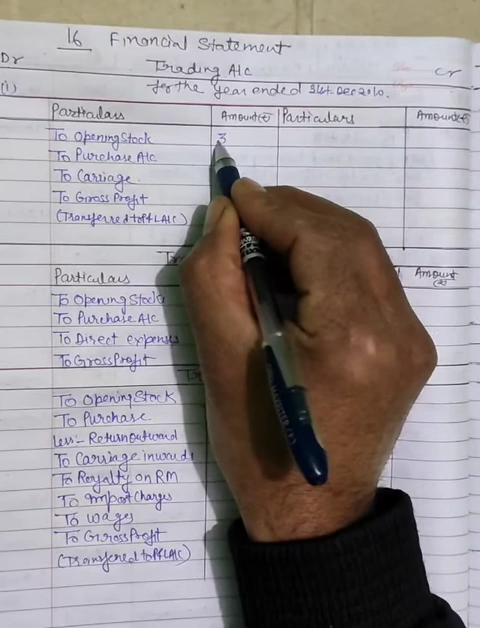 16 Financial Statement
Dr Trading A/c Cr
(i) for the year ended 31st Dec 2010.
Particulars Amount(₹) Particulars Amount(₹)
To Opening Stock 3
To Purchase A/c
To Carriage
To Gross Profit
(Transferred to P&L A/c)
Particulars Amount (₹)
To Opening Stock
To Purchase A/c
To Direct expenses
To Gross Profit
To Opening Stock
To Purchase
Less - Return outward
To Carriage inwards
To Royalty on RM
To Import Charges
To Wages
To Gross Profit
(Transferred to P&L A/c)